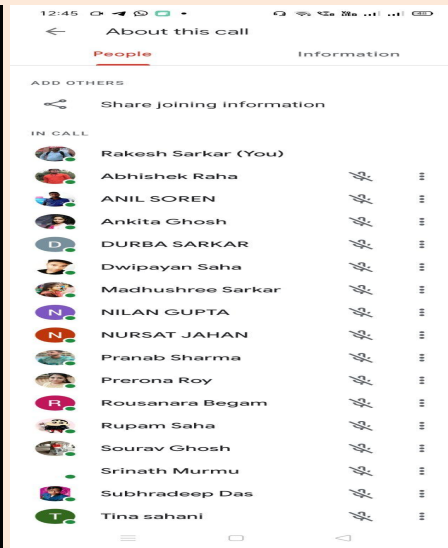 12:45
About this call
People Information
ADD OTHERS
Share joining information
IN CALL
Rakesh Sarkar (You)
Abhishek Raha
ANIL SOREN
Ankita Ghosh
D DURBA SARKAR
Dwipayan Saha
Madhushree Sarkar
N NILAN GUPTA
N NURSAT JAHAN
Pranab Sharma
Prerona Roy
R Rousanara Begam
Rupam Saha
Sourav Ghosh
Srinath Murmu
Subhradeep Das
T Tina sahani